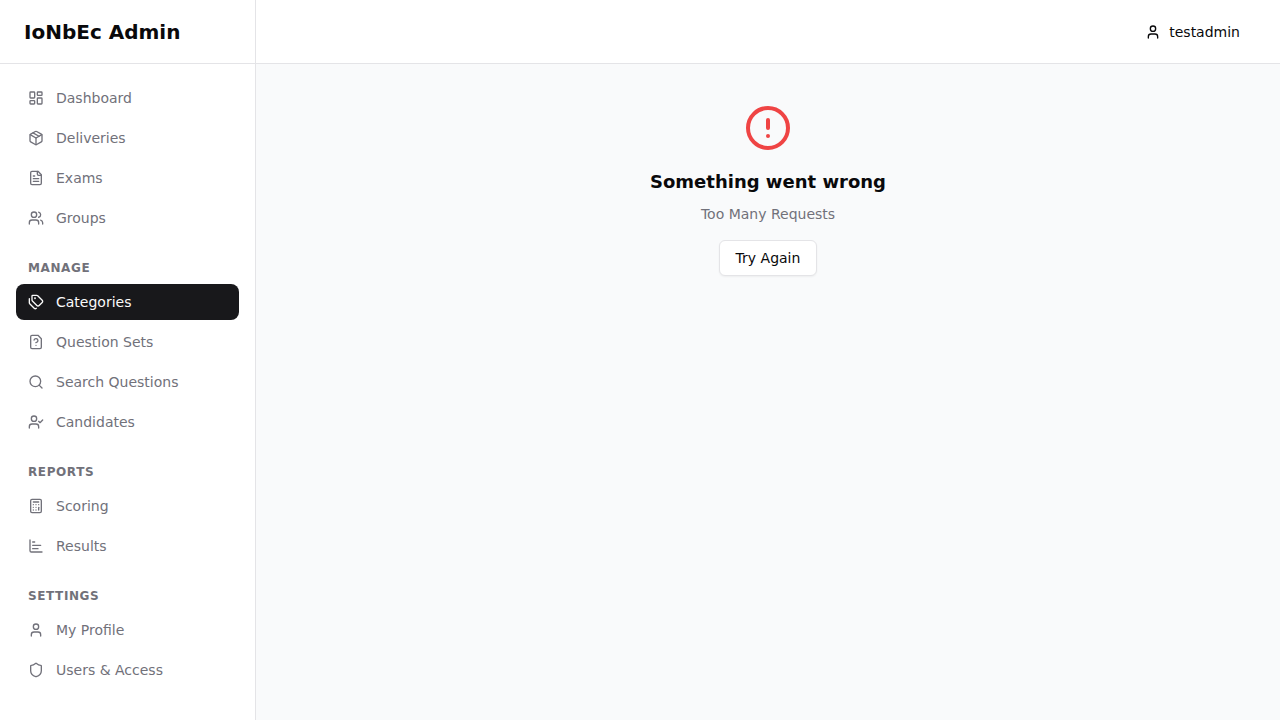 IoNbEc Admin
testadmin
Dashboard
Deliveries
Exams
Groups
MANAGE
Categories
Question Sets
Search Questions
Candidates
REPORTS
Scoring
Results
SETTINGS
My Profile
Users & Access
Something went wrong
Too Many Requests
Try Again